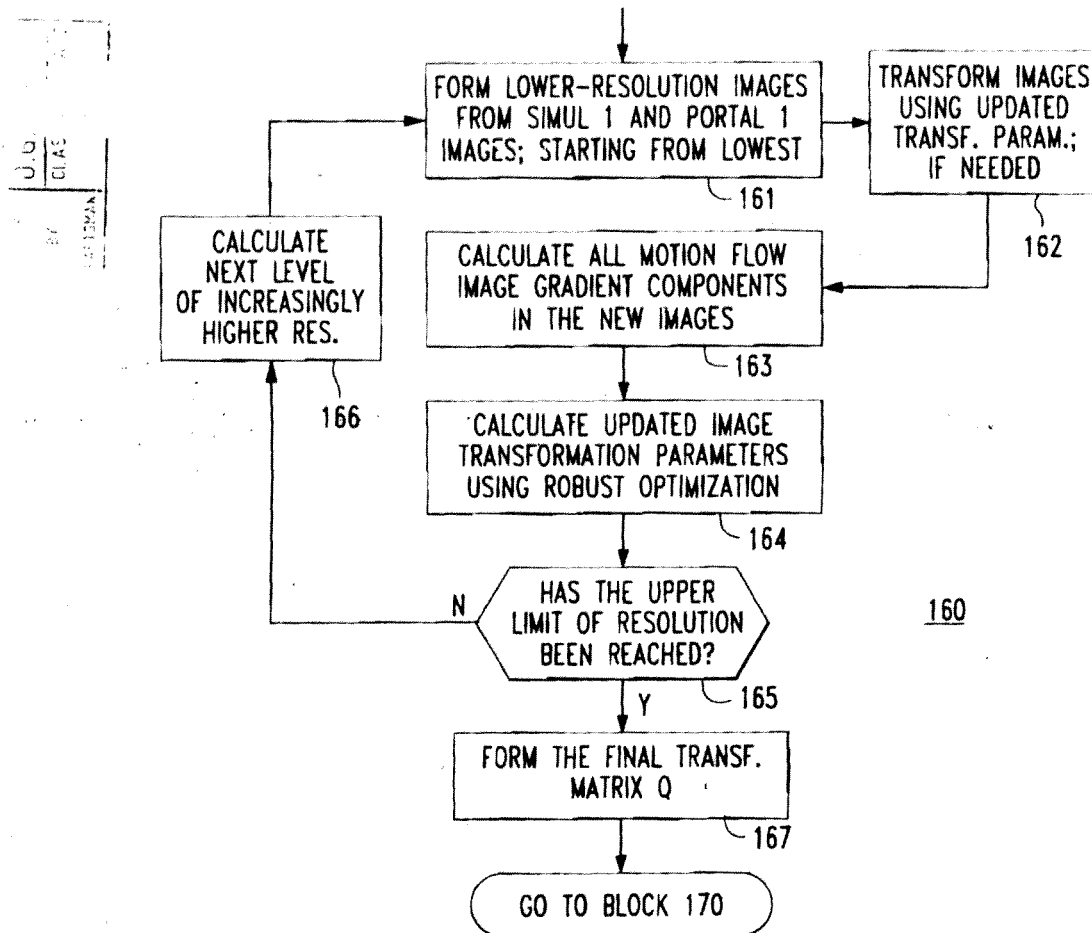 FORM LOWER-RESOLUTION IMAGES
FROM SIMUL 1 AND PORTAL 1
IMAGES; STARTING FROM LOWEST
161
TRANSFORM IMAGES
USING UPDATED
TRANSF. PARAM.;
IF NEEDED
162
CALCULATE
NEXT LEVEL
OF INCREASINGLY
HIGHER RES.
166
CALCULATE ALL MOTION FLOW
IMAGE GRADIENT COMPONENTS
IN THE NEW IMAGES
163
CALCULATE UPDATED IMAGE
TRANSFORMATION PARAMETERS
USING ROBUST OPTIMIZATION
164
N
HAS THE UPPER
LIMIT OF RESOLUTION
BEEN REACHED?
165
160
Y
FORM THE FINAL TRANSF.
MATRIX Q
167
GO TO BLOCK 170
BY